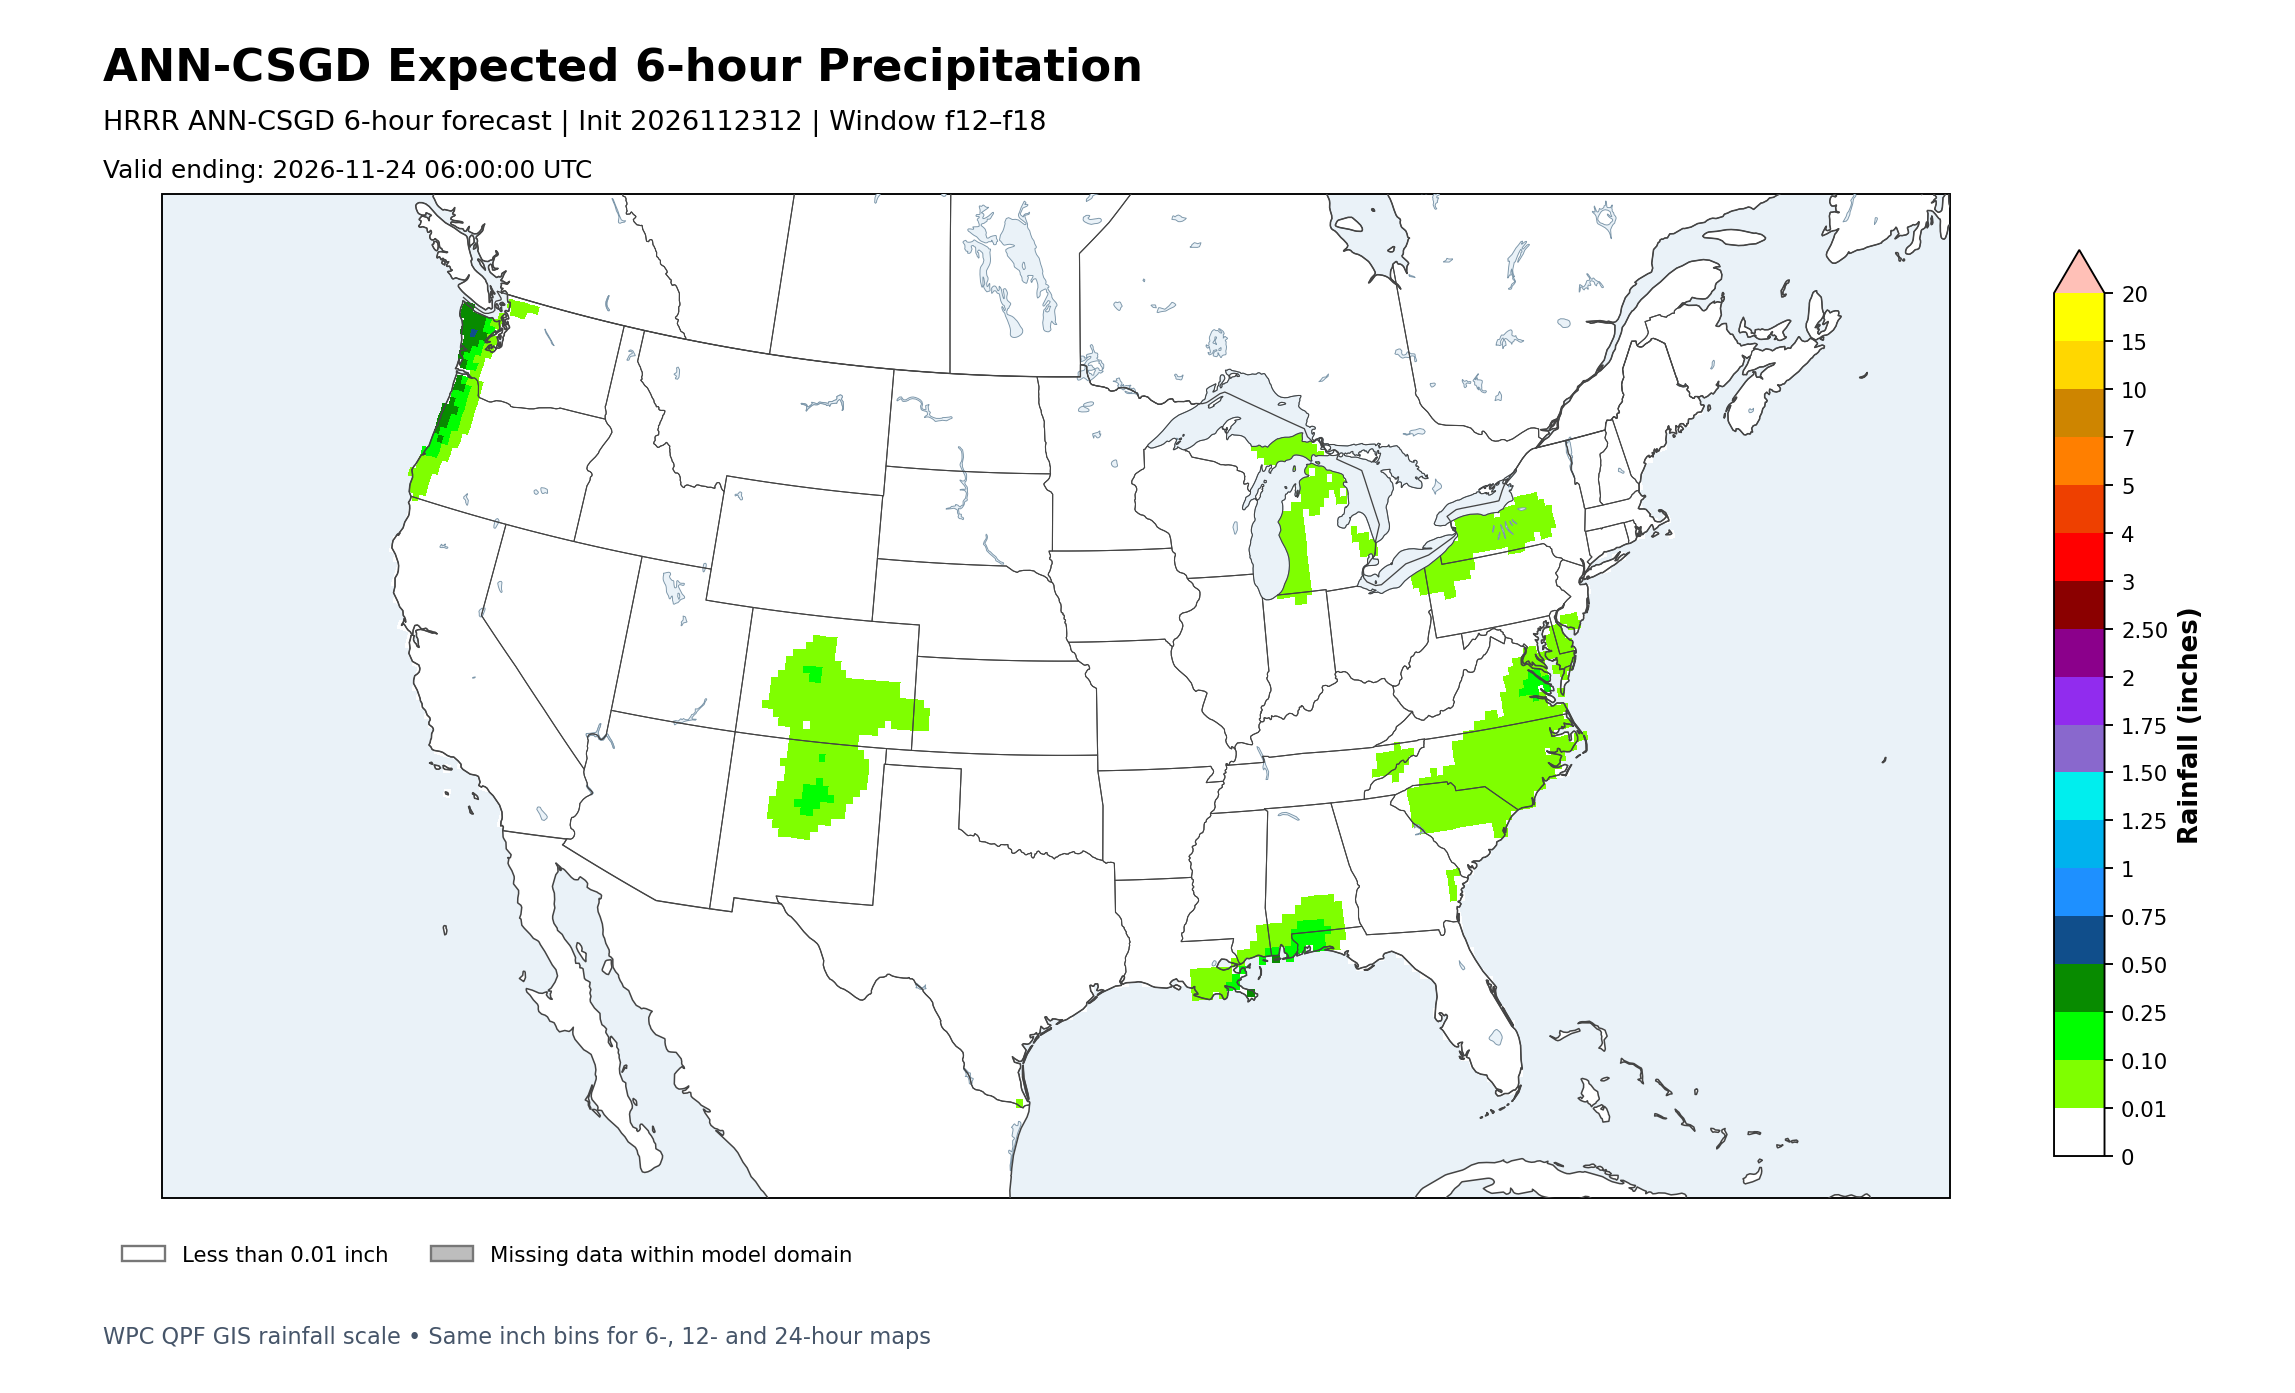 ANN-CSGD Expected 6-hour Precipitation
HRRR ANN-CSGD 6-hour forecast | Init 2026112312 | Window f12–f18
Valid ending: 2026-11-24 06:00:00 UTC
20
15
10
7
5
4
3
2.50
2
1.75
1.50
1.25
1
0.75
0.50
0.25
0.10
0.01
0
Rainfall (inches)
Less than 0.01 inch
Missing data within model domain
WPC QPF GIS rainfall scale • Same inch bins for 6-, 12- and 24-hour maps